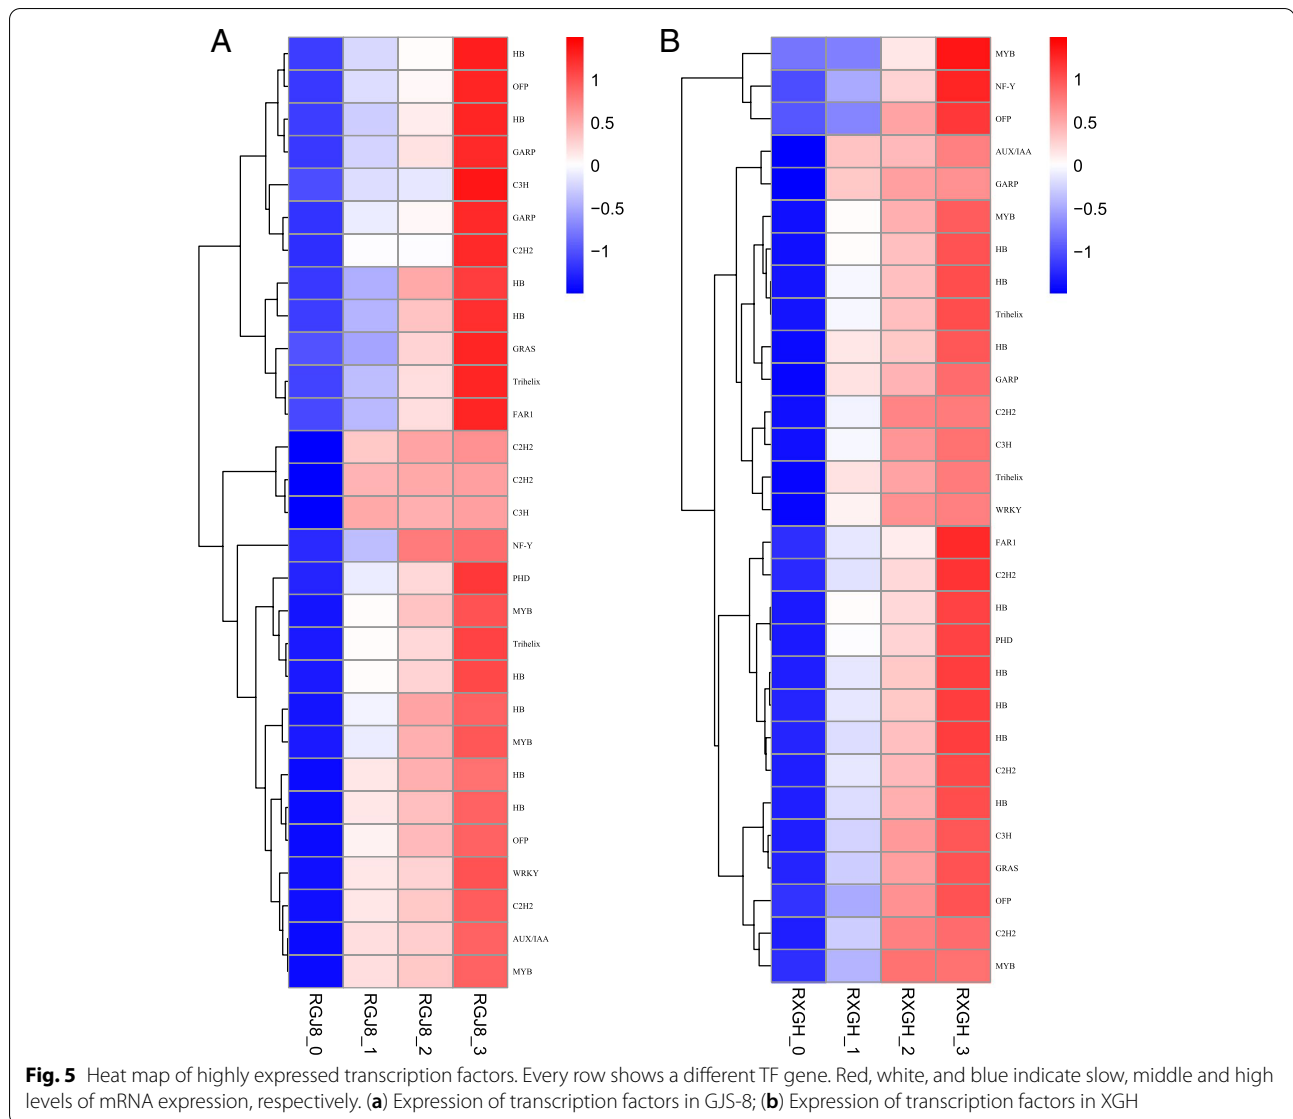 A
B
HB
OFP
HB
GARP
C3H
GARP
C2H2
HB
HB
GRAS
Trihelix
FAR1
C2H2
C2H2
C3H
NF-Y
PHD
MYB
Trihelix
HB
HB
MYB
HB
HB
OFP
WRKY
C2H2
AUX/IAA
MYB
1
0.5
0
−0.5
−1
RGJ8_0
RGJ8_1
RGJ8_2
RGJ8_3
MYB
NF-Y
OFP
AUX/IAA
GARP
MYB
HB
HB
Trihelix
HB
GARP
C2H2
C3H
Trihelix
WRKY
FAR1
C2H2
HB
PHD
HB
HB
HB
C2H2
HB
C3H
GRAS
OFP
C2H2
MYB
1
0.5
0
−0.5
−1
RXGH_0
RXGH_1
RXGH_2
RXGH_3
Fig. 5 Heat map of highly expressed transcription factors. Every row shows a different TF gene. Red, white, and blue indicate slow, middle and high
levels of mRNA expression, respectively. (a) Expression of transcription factors in GJS-8; (b) Expression of transcription factors in XGH